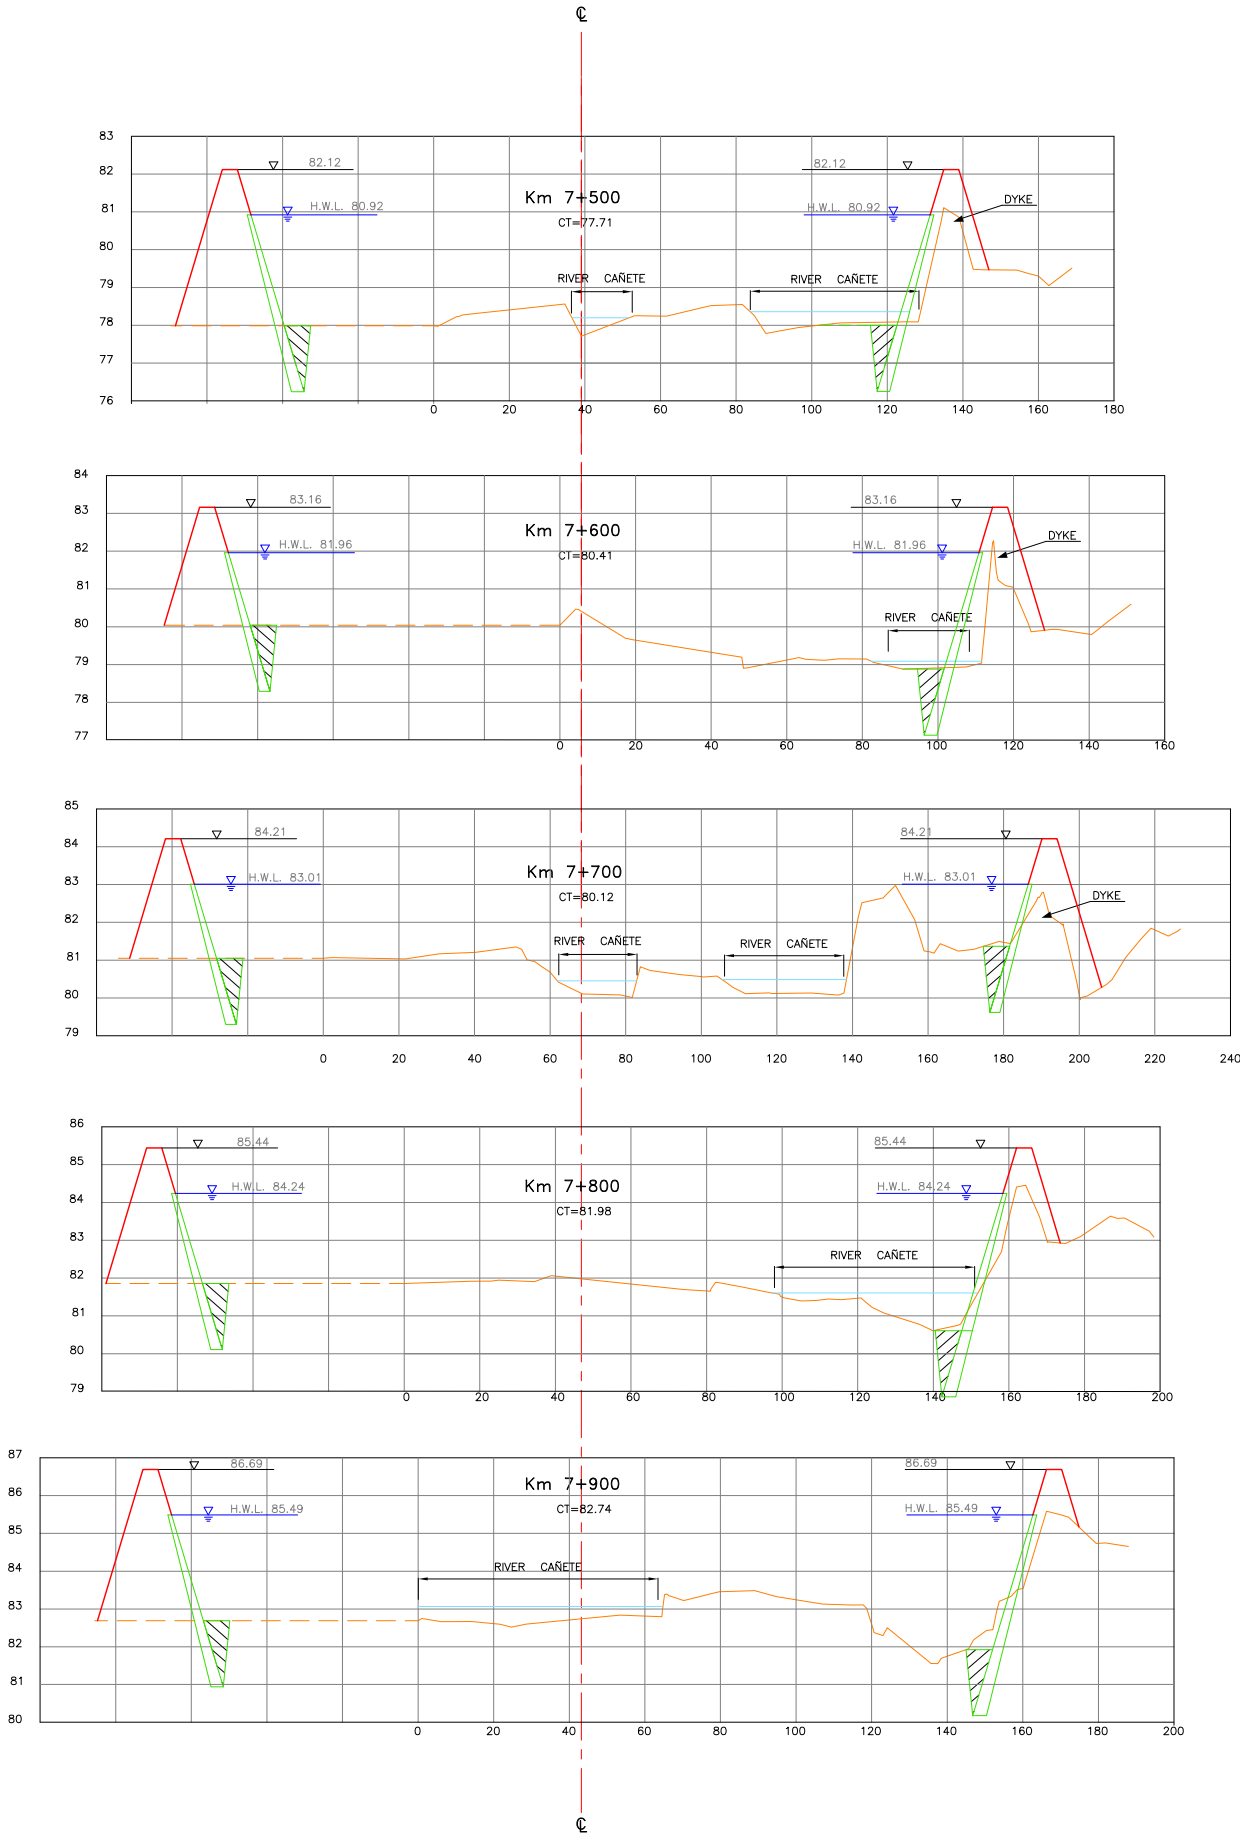 ℄
83
82
81
80
79
78
77
76
82.12
H.W.L. 80.92
Km 7+500
CT=77.71
82.12
H.W.L. 80.92
DYKE
RIVER CAÑETE
RIVER CAÑETE
0 20 40 60 80 100 120 140 160 180
84
83
82
81
80
79
78
77
83.16
H.W.L. 81.96
Km 7+600
CT=80.41
83.16
H.W.L. 81.96
DYKE
RIVER CAÑETE
0 20 40 60 80 100 120 140 160
85
84
83
82
81
80
79
84.21
H.W.L. 83.01
Km 7+700
CT=80.12
84.21
H.W.L. 83.01
DYKE
RIVER CAÑETE
RIVER CAÑETE
0 20 40 60 80 100 120 140 160 180 200 220 240
86
85
84
83
82
81
80
79
85.44
H.W.L. 84.24
Km 7+800
CT=81.98
85.44
H.W.L. 84.24
RIVER CAÑETE
0 20 40 60 80 100 120 140 160 180 200
87
86
85
84
83
82
81
80
86.69
H.W.L. 85.49
Km 7+900
CT=82.74
86.69
H.W.L. 85.49
RIVER CAÑETE
0 20 40 60 80 100 120 140 160 180 200
℄